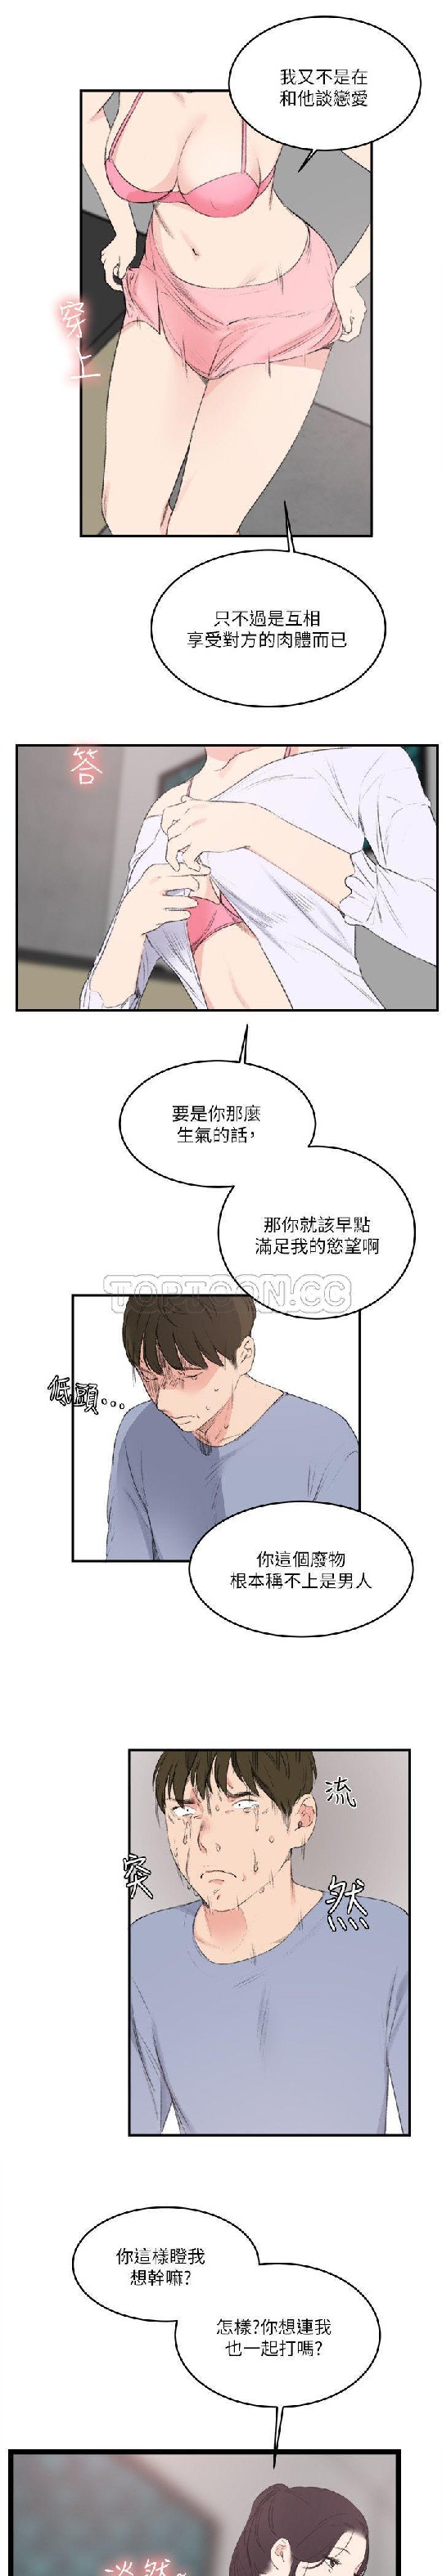 我又不是在
和他談戀愛
穿
上
只不過是互相
享受對方的肉體而已
答
要是你那麼
生氣的話，
那你就該早點
滿足我的慾望啊
TOPTOON.CC
低頭...
你這個廢物
根本稱不上是男人
流
突
然
你這樣瞪我
想幹嘛?
怎樣?你想連我
也一起打嗎?
淡然~